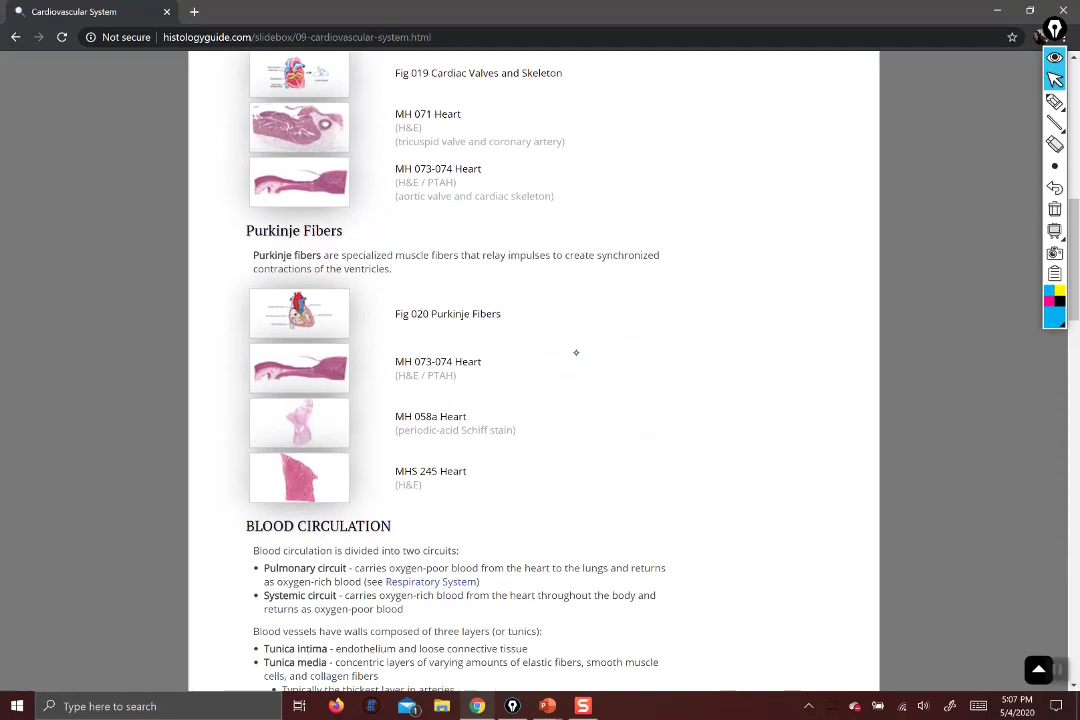 Cardiovascular System
Not secure
histologyguide.com/slidebox/09-cardiovascular-system.html
Fig 019 Cardiac Valves and Skeleton
MH 071 Heart
(H&E)
(tricuspid valve and coronary artery)
MH 073-074 Heart
(H&E / PTAH)
(aortic valve and cardiac skeleton)
Purkinje Fibers
Purkinje fibers are specialized muscle fibers that relay impulses to create synchronized
contractions of the ventricles.
Fig 020 Purkinje Fibers
MH 073-074 Heart
(H&E / PTAH)
MH 058a Heart
(periodic-acid Schiff stain)
MHS 245 Heart
(H&E)
BLOOD CIRCULATION
Blood circulation is divided into two circuits:
• Pulmonary circuit - carries oxygen-poor blood from the heart to the lungs and returns
as oxygen-rich blood (see Respiratory System)
• Systemic circuit - carries oxygen-rich blood from the heart throughout the body and
returns as oxygen-poor blood
Blood vessels have walls composed of three layers (or tunics):
• Tunica intima - endothelium and loose connective tissue
• Tunica media - concentric layers of varying amounts of elastic fibers, smooth muscle
cells, and collagen fibers
• Typically the thickest layer in arteries
Type here to search
1
5:07 PM
5/4/2020